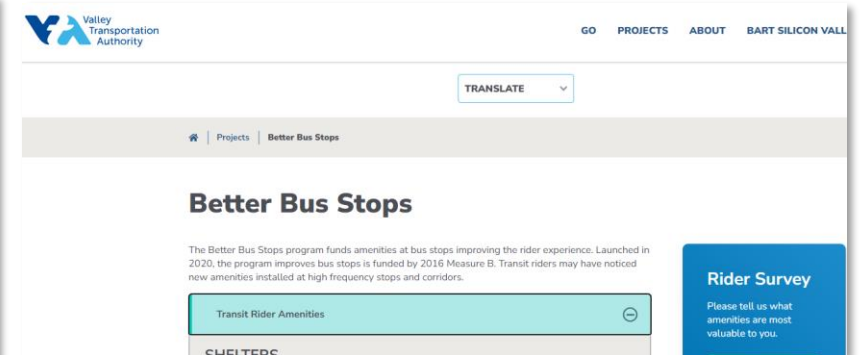 Valley
Transportation
Authority
GO PROJECTS ABOUT BART SILICON VALL
TRANSLATE
Projects Better Bus Stops
Better Bus Stops
The Better Bus Stops program funds amenities at bus stops improving the rider experience. Launched in
2020, the program improves bus stops is funded by 2016 Measure B. Transit riders may have noticed
new amenities installed at high frequency stops and corridors.
Transit Rider Amenities
SHELTERS
Rider Survey
Please tell us what
amenities are most
valuable to you.